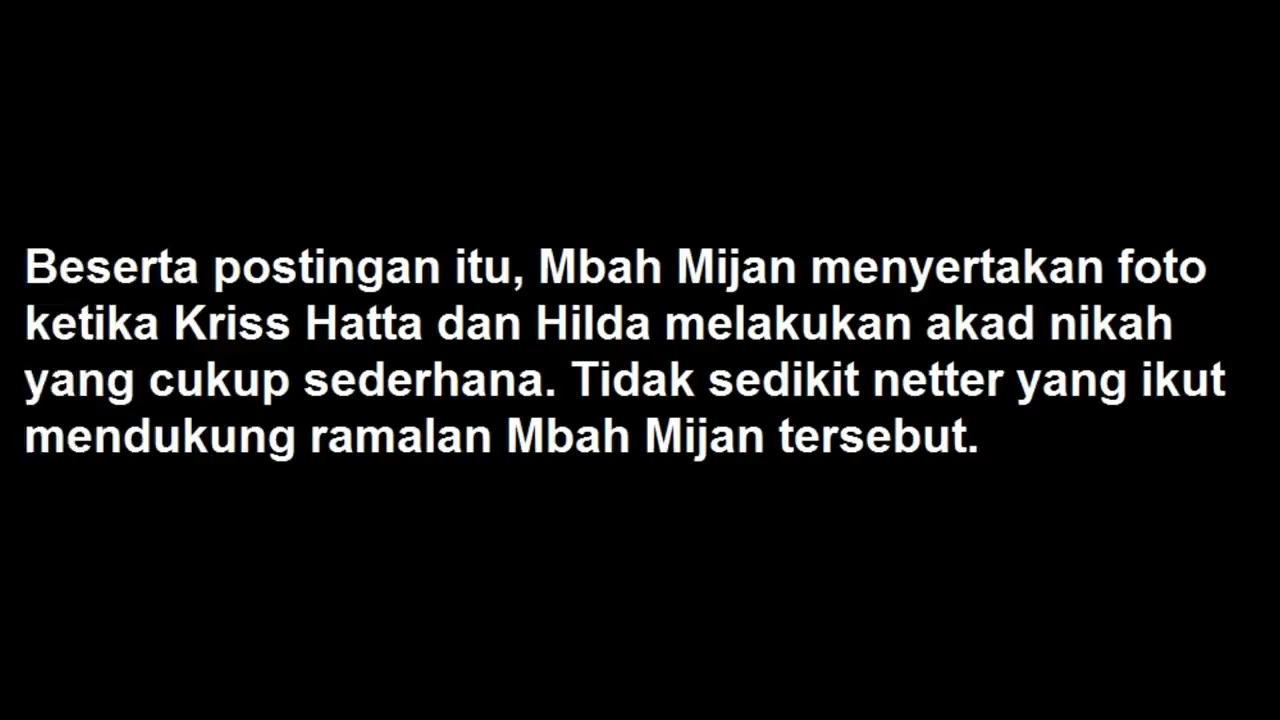 Beserta postingan itu, Mbah Mijan menyertakan foto
ketika Kriss Hatta dan Hilda melakukan akad nikah
yang cukup sederhana. Tidak sedikit netter yang ikut
mendukung ramalan Mbah Mijan tersebut.